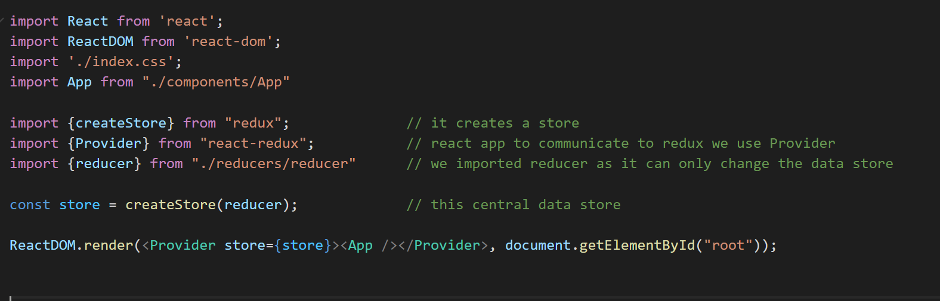 import React from 'react';
import ReactDOM from 'react-dom';
import './index.css';
import App from "./components/App"
import {createStore} from "redux"; // it creates a store
import {Provider} from "react-redux"; // react app to communicate to redux we use Provider
import {reducer} from "./reducers/reducer" // we imported reducer as it can only change the data store
const store = createStore(reducer); // this central data store
ReactDOM.render(<Provider store={store}><App /></Provider>, document.getElementById("root"));